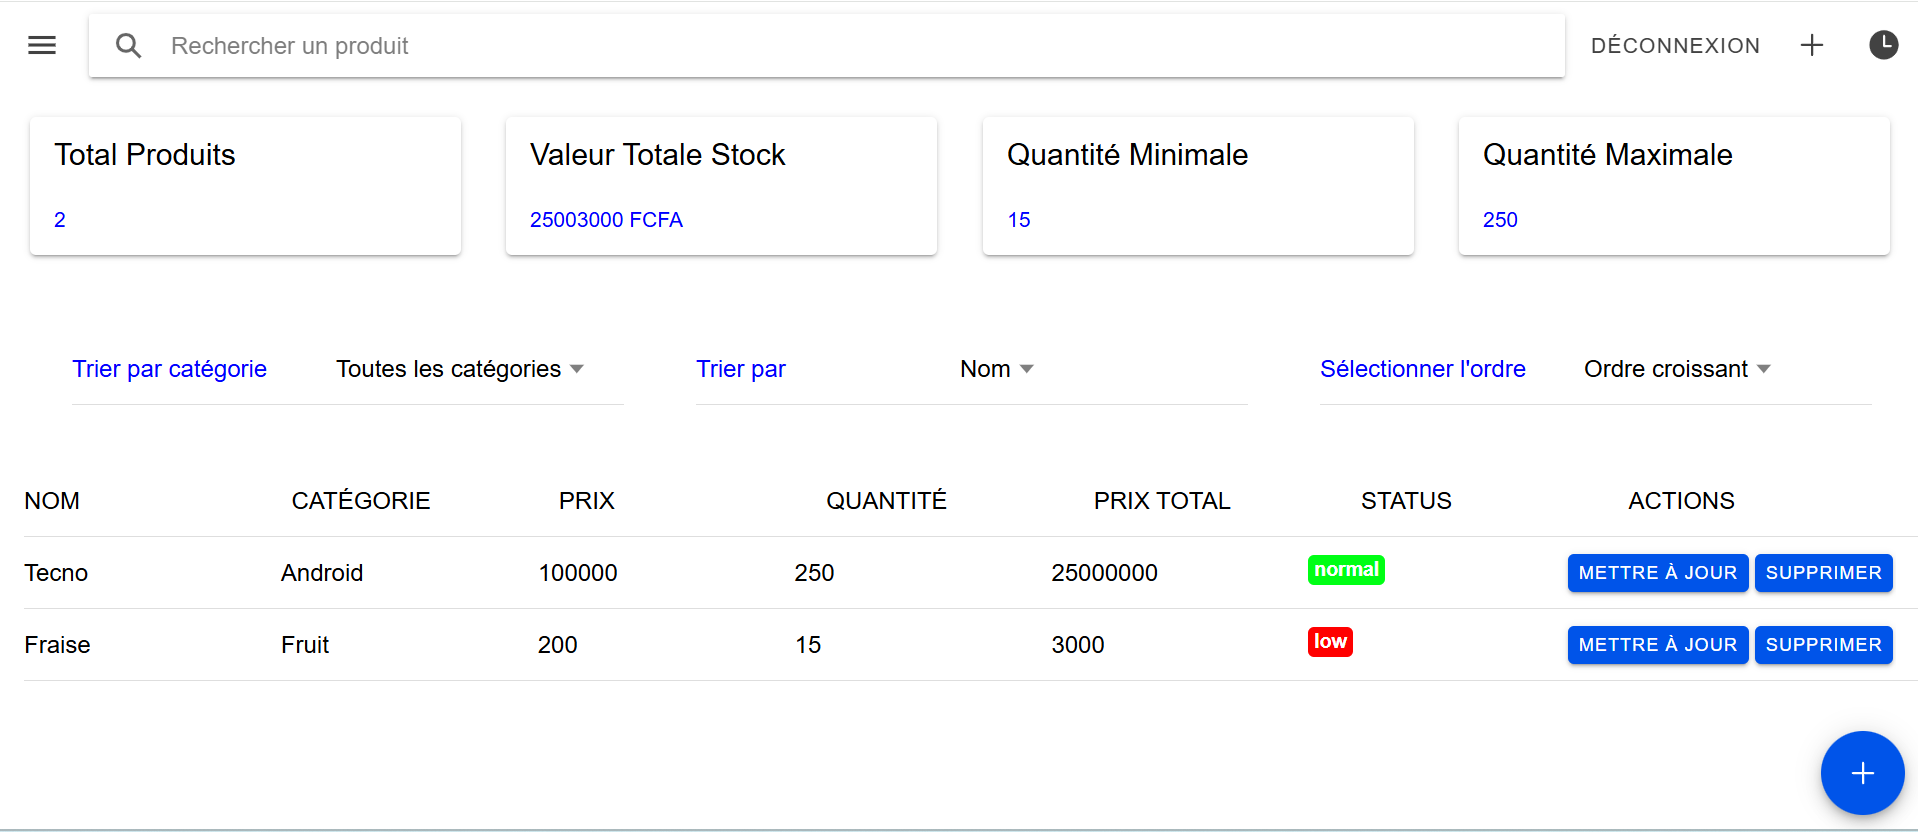 Rechercher un produit DÉCONNEXION
Total Produits Valeur Totale Stock Quantité Minimale Quantité Maximale
2 25003000 FCFA 15 250
Trier par catégorie Toutes les catégories Trier par Nom Sélectionner l'ordre Ordre croissant
NOM CATÉGORIE PRIX QUANTITÉ PRIX TOTAL STATUS ACTIONS
Tecno Android 100000 250 25000000 normal METTRE À JOUR SUPPRIMER
Fraise Fruit 200 15 3000 low METTRE À JOUR SUPPRIMER